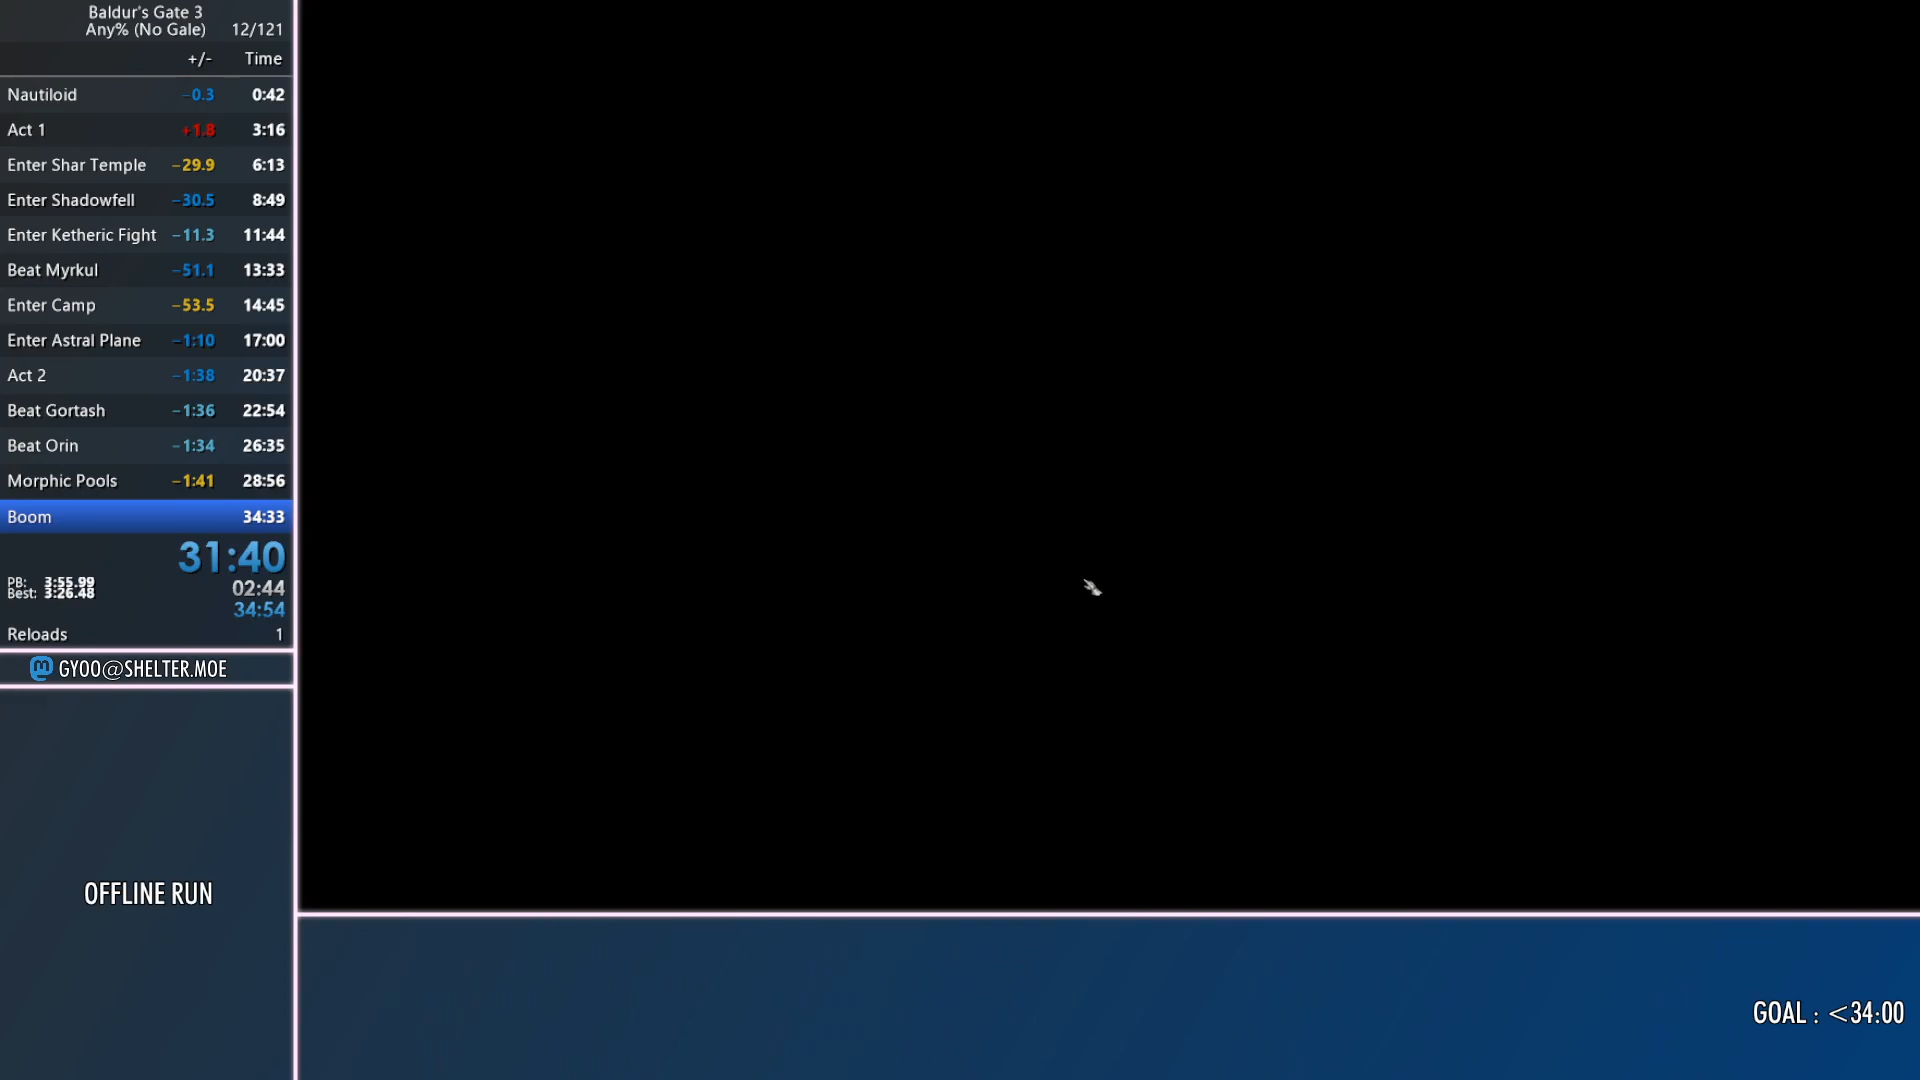 Baldur's Gate 3
Any% (No Gale) 12/121
+/- Time
Nautiloid −0.3 0:42
Act 1 +1.8 3:16
Enter Shar Temple −29.9 6:13
Enter Shadowfell −30.5 8:49
Enter Ketheric Fight −11.3 11:44
Beat Myrkul −51.1 13:33
Enter Camp −53.5 14:45
Enter Astral Plane −1:10 17:00
Act 2 −1:38 20:37
Beat Gortash −1:36 22:54
Beat Orin −1:34 26:35
Morphic Pools −1:41 28:56
Boom 34:33
31:40
PB: 3:55.99 02:44
Best: 3:26.48
34:54
Reloads 1
GYOO@SHELTER.MOE
OFFLINE RUN
GOAL : <34:00